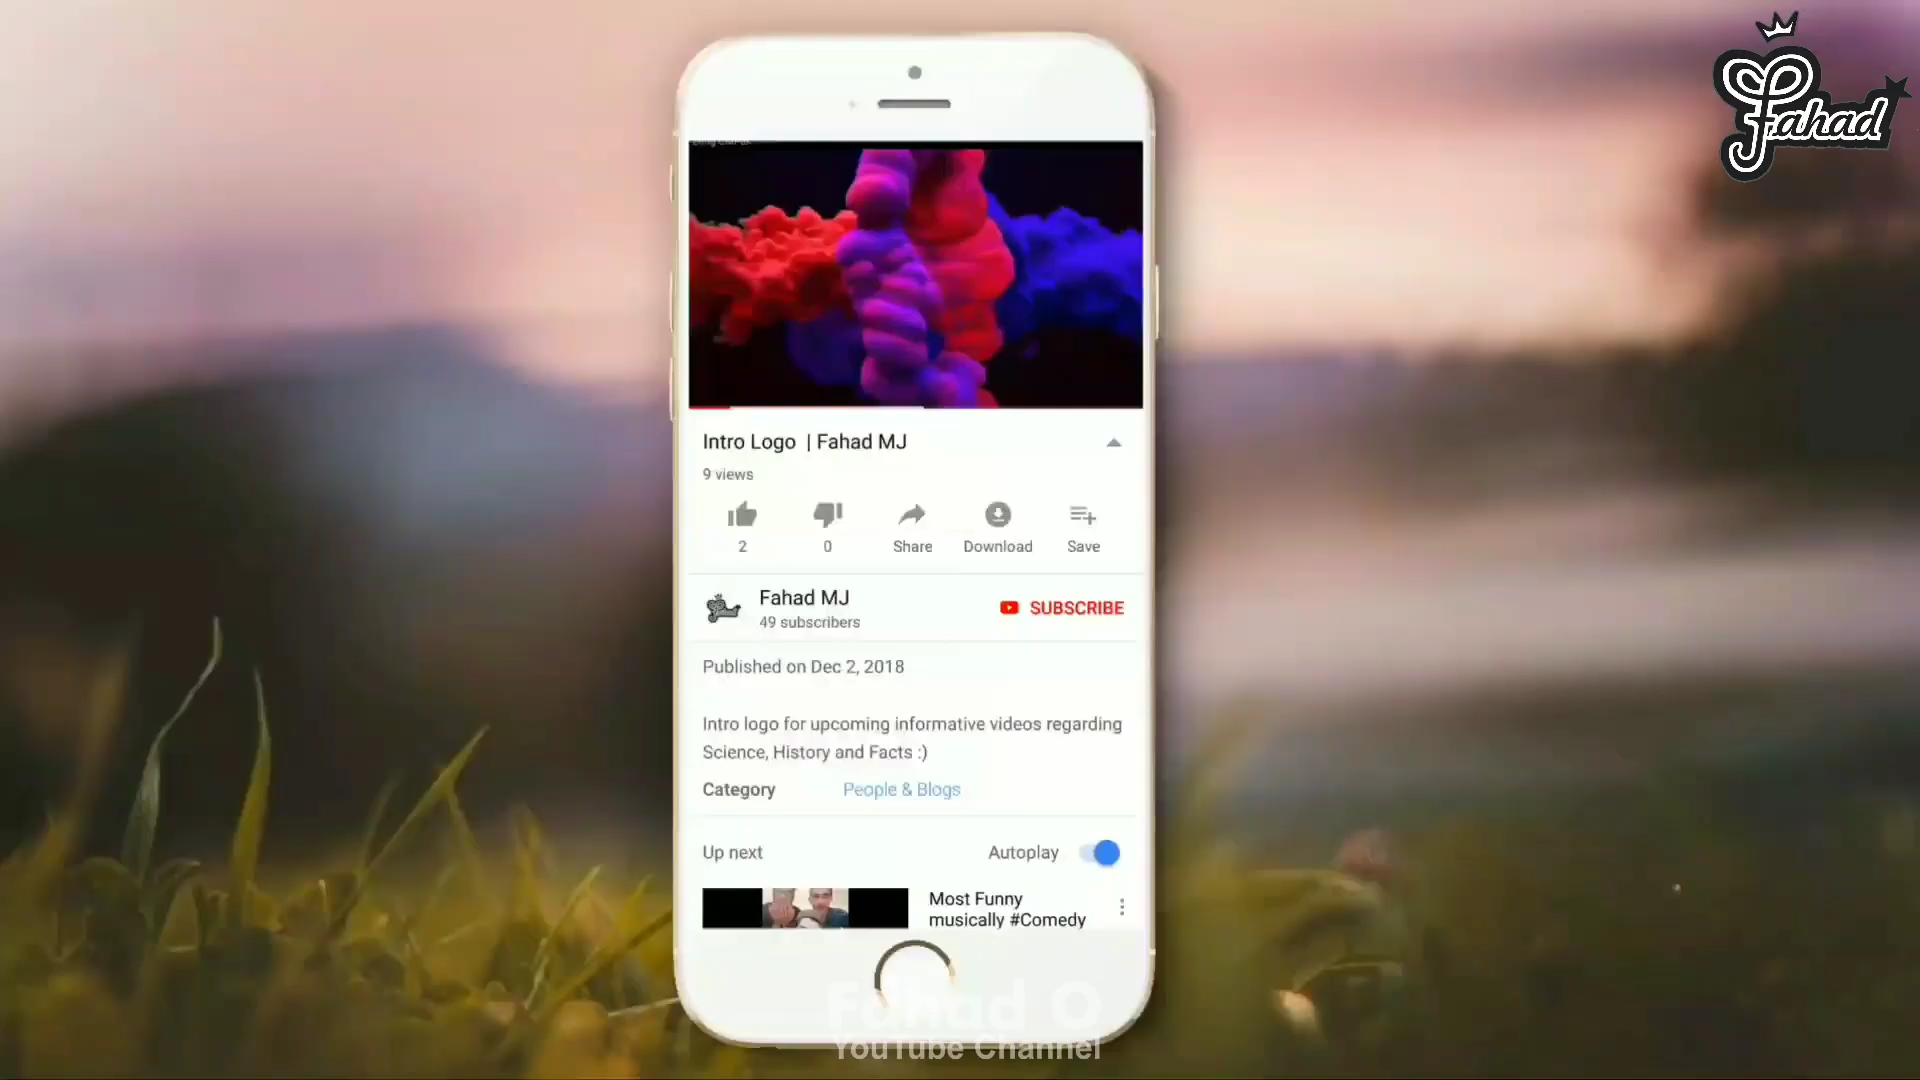 Fahad
Intro Logo | Fahad MJ
9 views
2
0
Share
Download
Save
Fahad MJ
49 subscribers
SUBSCRIBE
Published on Dec 2, 2018
Intro logo for upcoming informative videos regarding
Science, History and Facts :)
Category
People & Blogs
Up next
Autoplay
Most Funny
musically #Comedy
Fahad Q
YouTube Channel